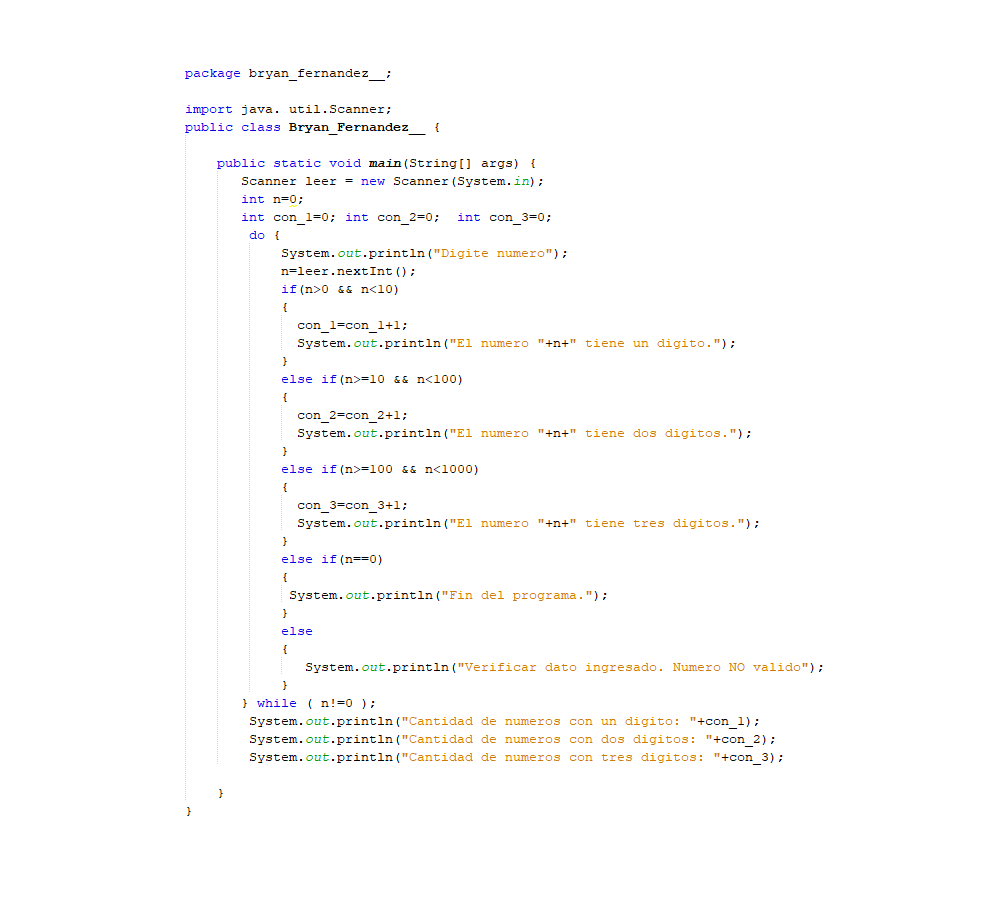 package bryan_fernandez__;
import java. util.Scanner;
public class Bryan_Fernandez__ {
public static void main(String[] args) {
Scanner leer = new Scanner(System.in);
int n=0;
int con_1=0; int con_2=0;  int con_3=0;
do {
System.out.println("Digite numero");
n=leer.nextInt();
if(n>0 && n<10)
{
con_1=con_1+1;
System.out.println("El numero "+n+" tiene un digito.");
}
else if(n>=10 && n<100)
{
con_2=con_2+1;
System.out.println("El numero "+n+" tiene dos digitos.");
}
else if(n>=100 && n<1000)
{
con_3=con_3+1;
System.out.println("El numero "+n+" tiene tres digitos.");
}
else if(n==0)
{
System.out.println("Fin del programa.");
}
else
{
System.out.println("Verificar dato ingresado. Numero NO valido");
}
} while ( n!=0 );
System.out.println("Cantidad de numeros con un digito: "+con_1);
System.out.println("Cantidad de numeros con dos digitos: "+con_2);
System.out.println("Cantidad de numeros con tres digitos: "+con_3);
}
}